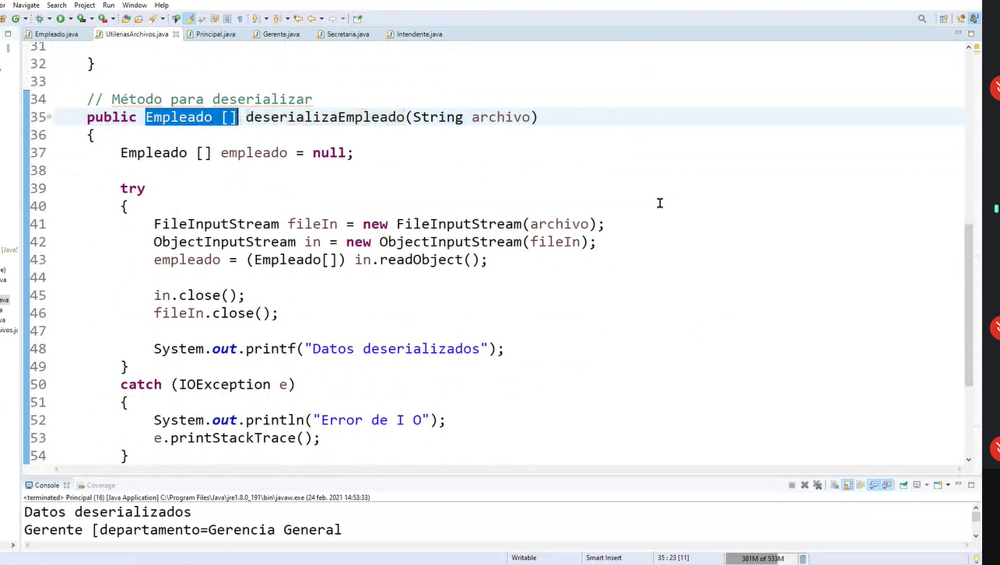 or Navigate Search Project Run Window Help
Empleado.java UtileriasArchivos.java Principal.java Gerente.java Secretaria.java Intendente.java
31
32 }
33
34 // Método para deserializar
35 public Empleado [] deserializaEmpleado(String archivo)
36 {
37 Empleado [] empleado = null;
38
39 try
40 {
41 FileInputStream fileIn = new FileInputStream(archivo);
42 ObjectInputStream in = new ObjectInputStream(fileIn);
43 empleado = (Empleado[]) in.readObject();
44
45 in.close();
46 fileIn.close();
47
48 System.out.printf("Datos deserializados");
49 }
50 catch (IOException e)
51 {
52 System.out.println("Error de I O");
53 e.printStackTrace();
54 }
[JavaS
e)
va
ava
a
va
ivos.ja
Console Coverage
<terminated> Principal (16) [Java Application] C:\Program Files\Java\jre1.8.0_191\bin\javaw.exe (24 feb. 2021 14:53:33)
Datos deserializados
Gerente [departamento=Gerencia General
Writable Smart Insert 35 : 23 [11] 381M of 533M